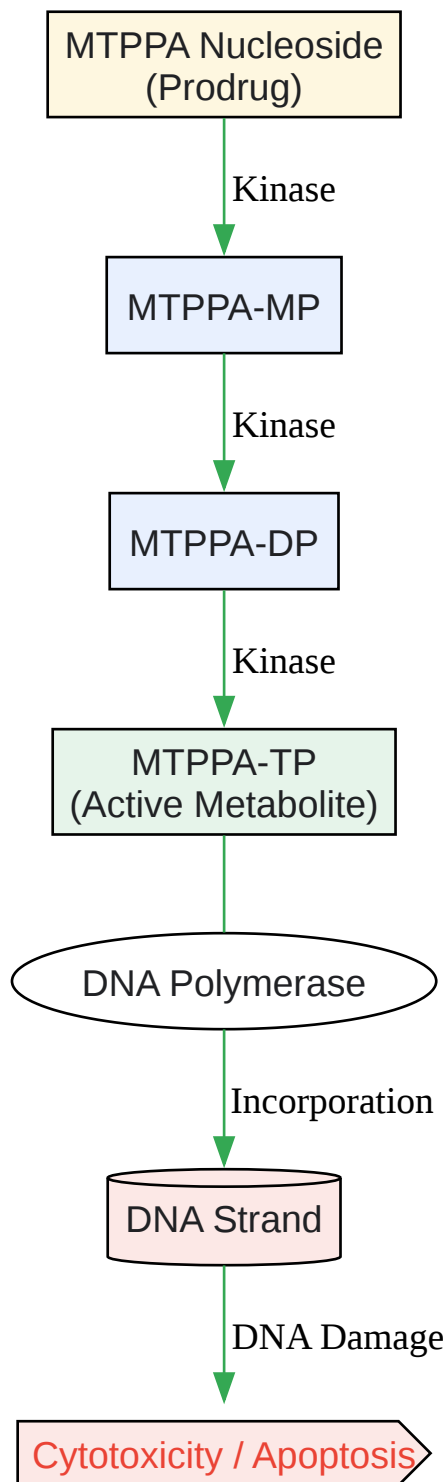 MTPPA Nucleoside
(Prodrug)
Kinase
MTPPA-MP
Kinase
MTPPA-DP
Kinase
MTPPA-TP
(Active Metabolite)
DNA Polymerase
Incorporation
DNA Strand
DNA Damage
Cytotoxicity / Apoptosis